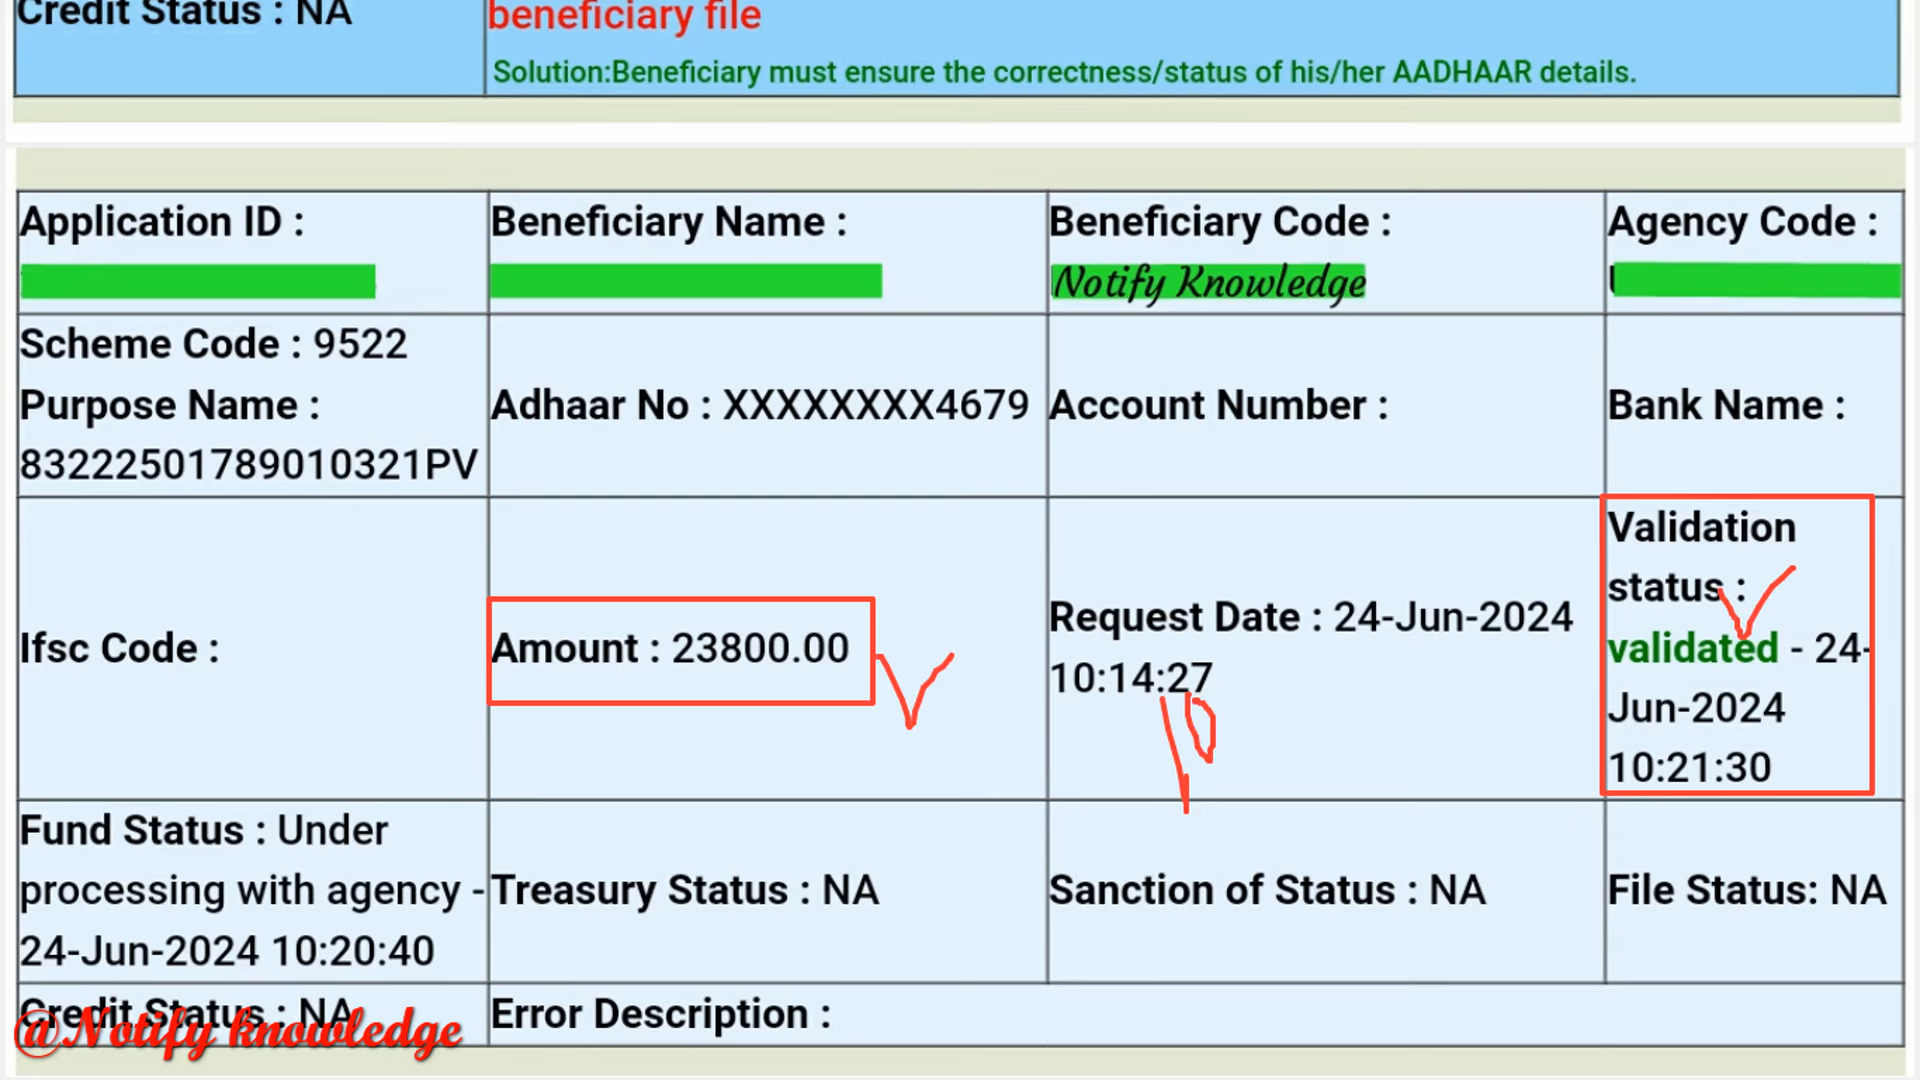 Credit Status : NA
beneficiary file
Solution:Beneficiary must ensure the correctness/status of his/her AADHAAR details.
Application ID :
Beneficiary Name :
Beneficiary Code :
Notify Knowledge
Agency Code :
Scheme Code : 9522
Purpose Name :
83222501789010321PV
Adhaar No : XXXXXXXX4679
Account Number :
Bank Name :
Ifsc Code :
Amount : 23800.00
Request Date : 24-Jun-2024
10:14:27
Validation
status :
validated - 24-
Jun-2024
10:21:30
Fund Status : Under
processing with agency -
24-Jun-2024 10:20:40
Treasury Status : NA
Sanction of Status : NA
File Status: NA
Credit Status : NA
Error Description :
@Notify knowledge